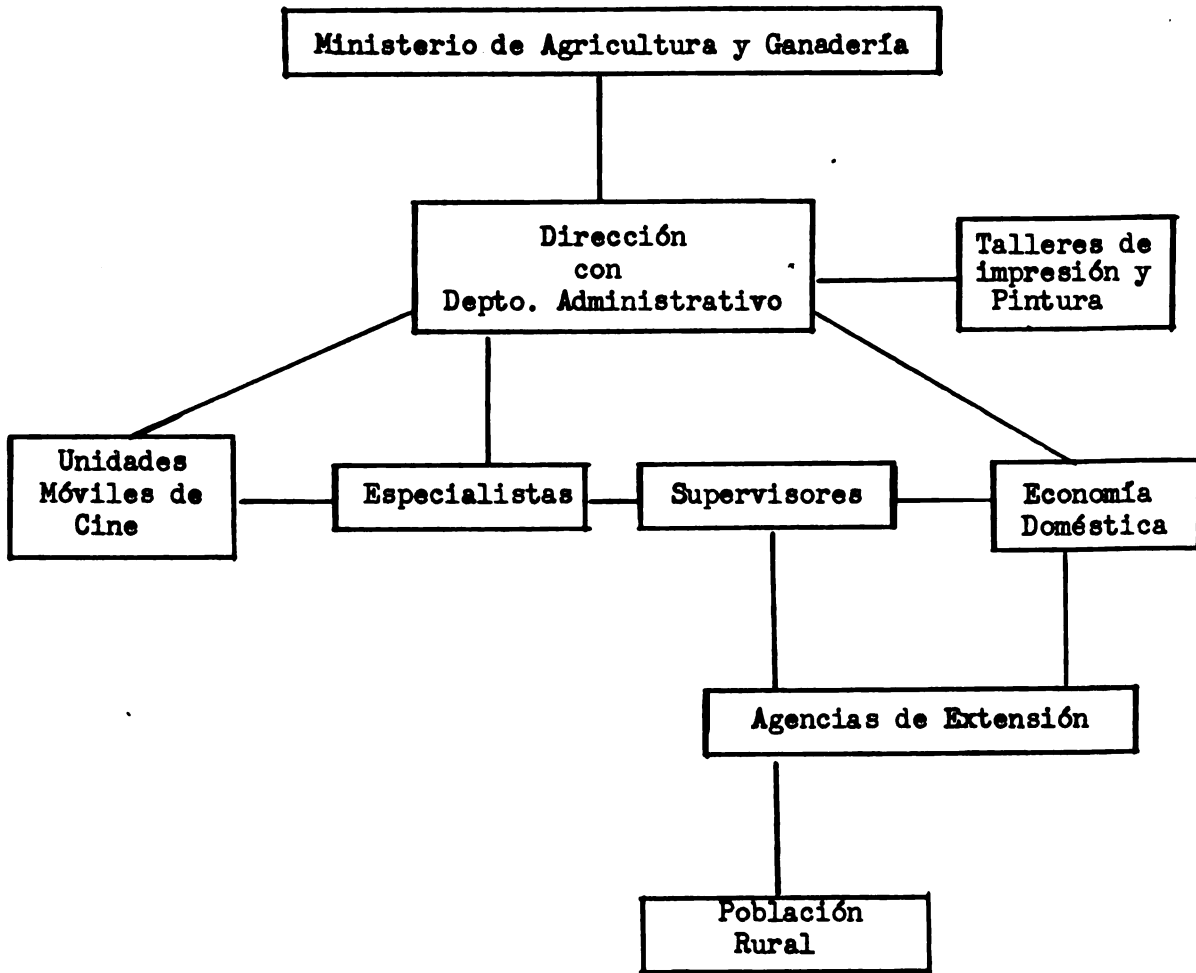 Ministerio de Agricultura y Ganadería
Dirección
con
Depto. Administrativo
Talleres de
impresión y
Pintura
Unidades
Móviles de
Cine
Especialistas
Supervisores
Economía
Doméstica
Agencias de Extensión
Población
Rural